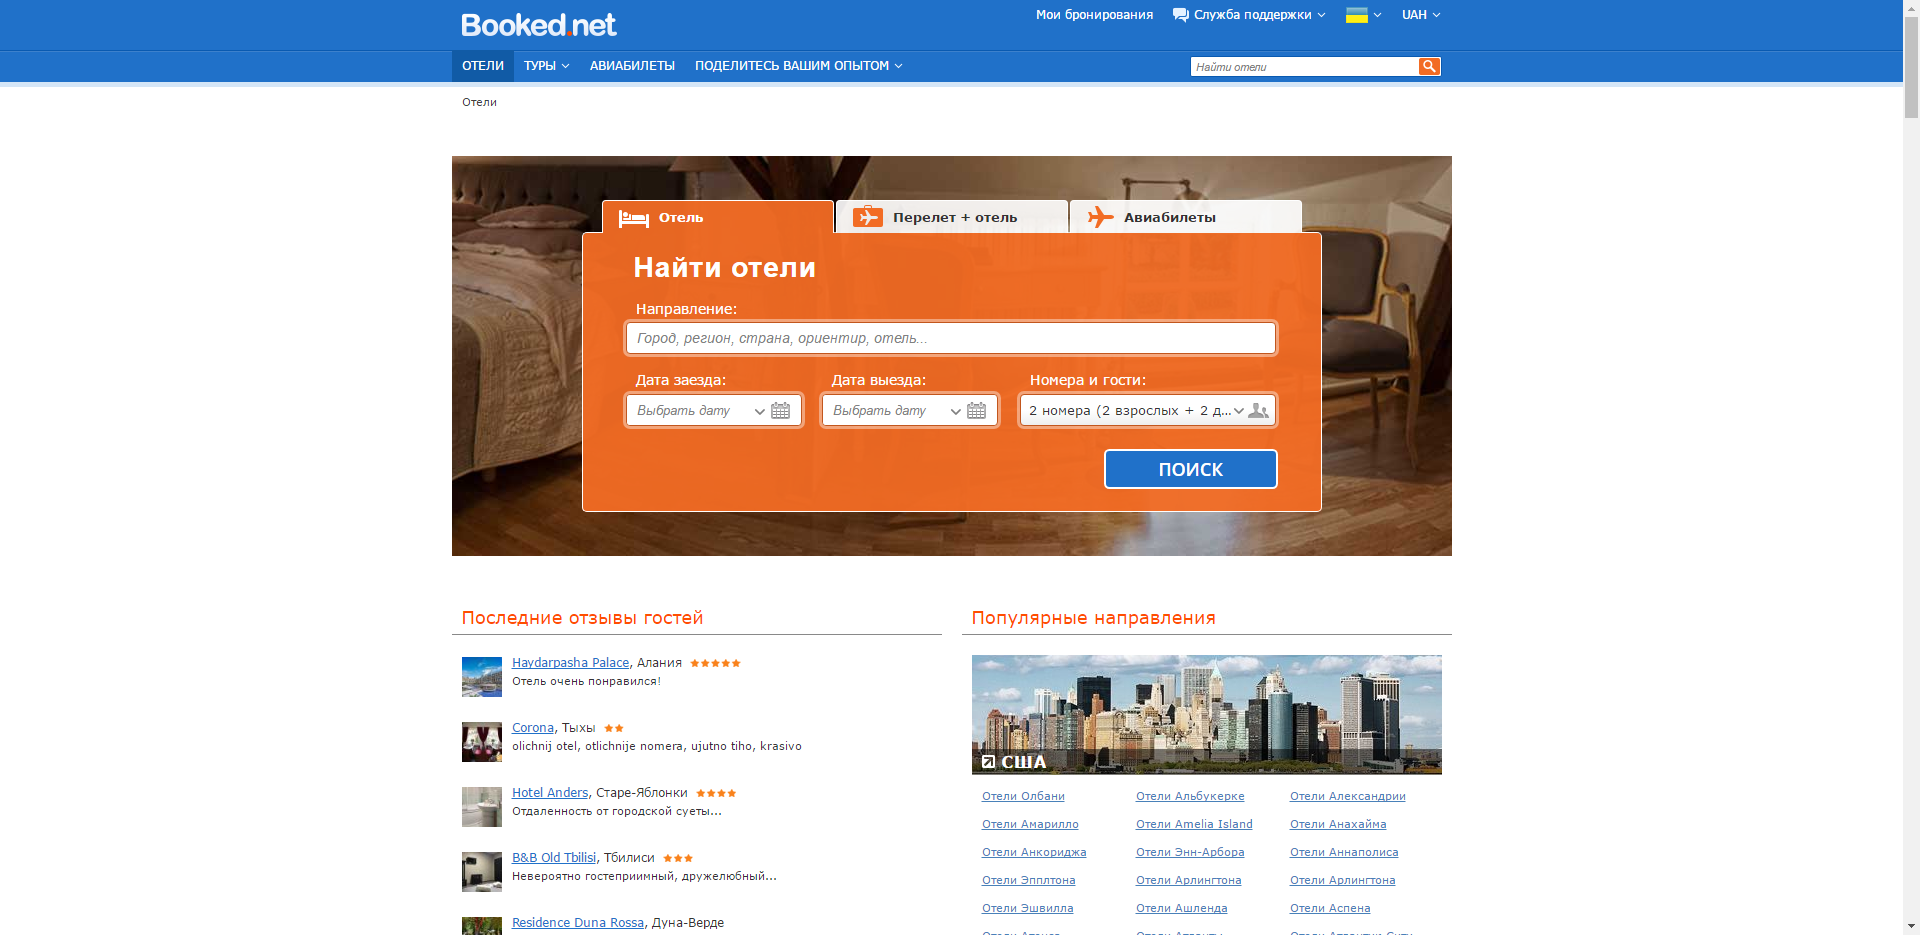 Booked.net
Мои бронирования
Служба поддержки
UAH
ОТЕЛИ
ТУРЫ
АВИАБИЛЕТЫ
ПОДЕЛИТЕСЬ ВАШИМ ОПЫТОМ
Найти отели
Отели
Отель
Перелет + отель
Авиабилеты
Найти отели
Направление:
Город, регион, страна, ориентир, отель...
Дата заезда:
Дата выезда:
Номера и гости:
Выбрать дату
Выбрать дату
2 номера (2 взрослых + 2 д...
ПОИСК
Последние отзывы гостей
Haydarpasha Palace, Алания
Отель очень понравился!
Corona, Тыхы
olichnij otel, otlichnije nomera, ujutno tiho, krasivo
Hotel Anders, Старе-Яблонки
Отдаленность от городской суеты...
B&B Old Tbilisi, Тбилиси
Невероятно гостеприимный, дружелюбный...
Residence Duna Rossa, Дуна-Верде
Популярные направления
США
Отели Олбани
Отели Альбукерке
Отели Александрии
Отели Амарилло
Отели Amelia Island
Отели Анахайма
Отели Анкориджа
Отели Энн-Арбора
Отели Аннаполиса
Отели Эпплтона
Отели Арлингтона
Отели Арлингтона
Отели Эшвилла
Отели Ашленда
Отели Аспена